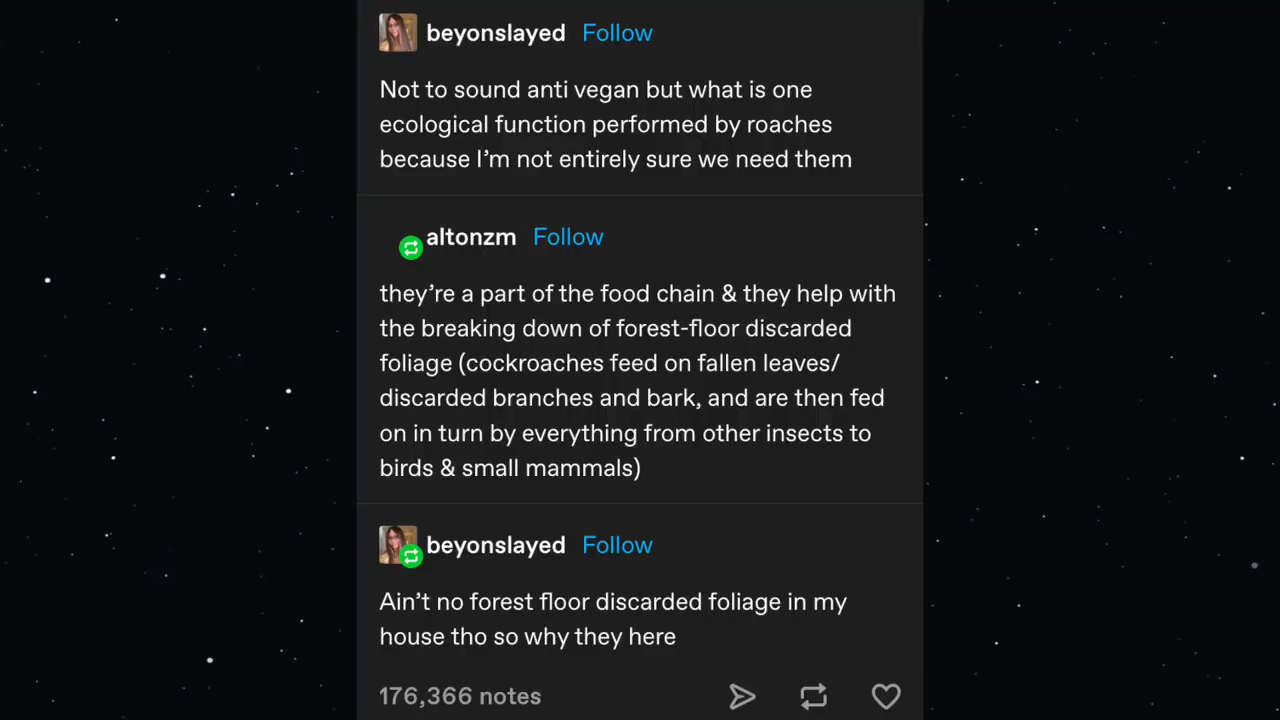 beyonslayed Follow
Not to sound anti vegan but what is one
ecological function performed by roaches
because I’m not entirely sure we need them
altonzm Follow
they’re a part of the food chain & they help with
the breaking down of forest-floor discarded
foliage (cockroaches feed on fallen leaves/
discarded branches and bark, and are then fed
on in turn by everything from other insects to
birds & small mammals)
beyonslayed Follow
Ain’t no forest floor discarded foliage in my
house tho so why they here
176,366 notes